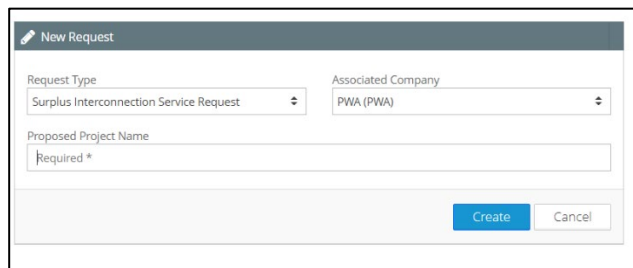 New Request
Request Type
Associated Company
Surplus Interconnection Service Request
PWA (PWA)
Proposed Project Name
Required *
Create
Cancel